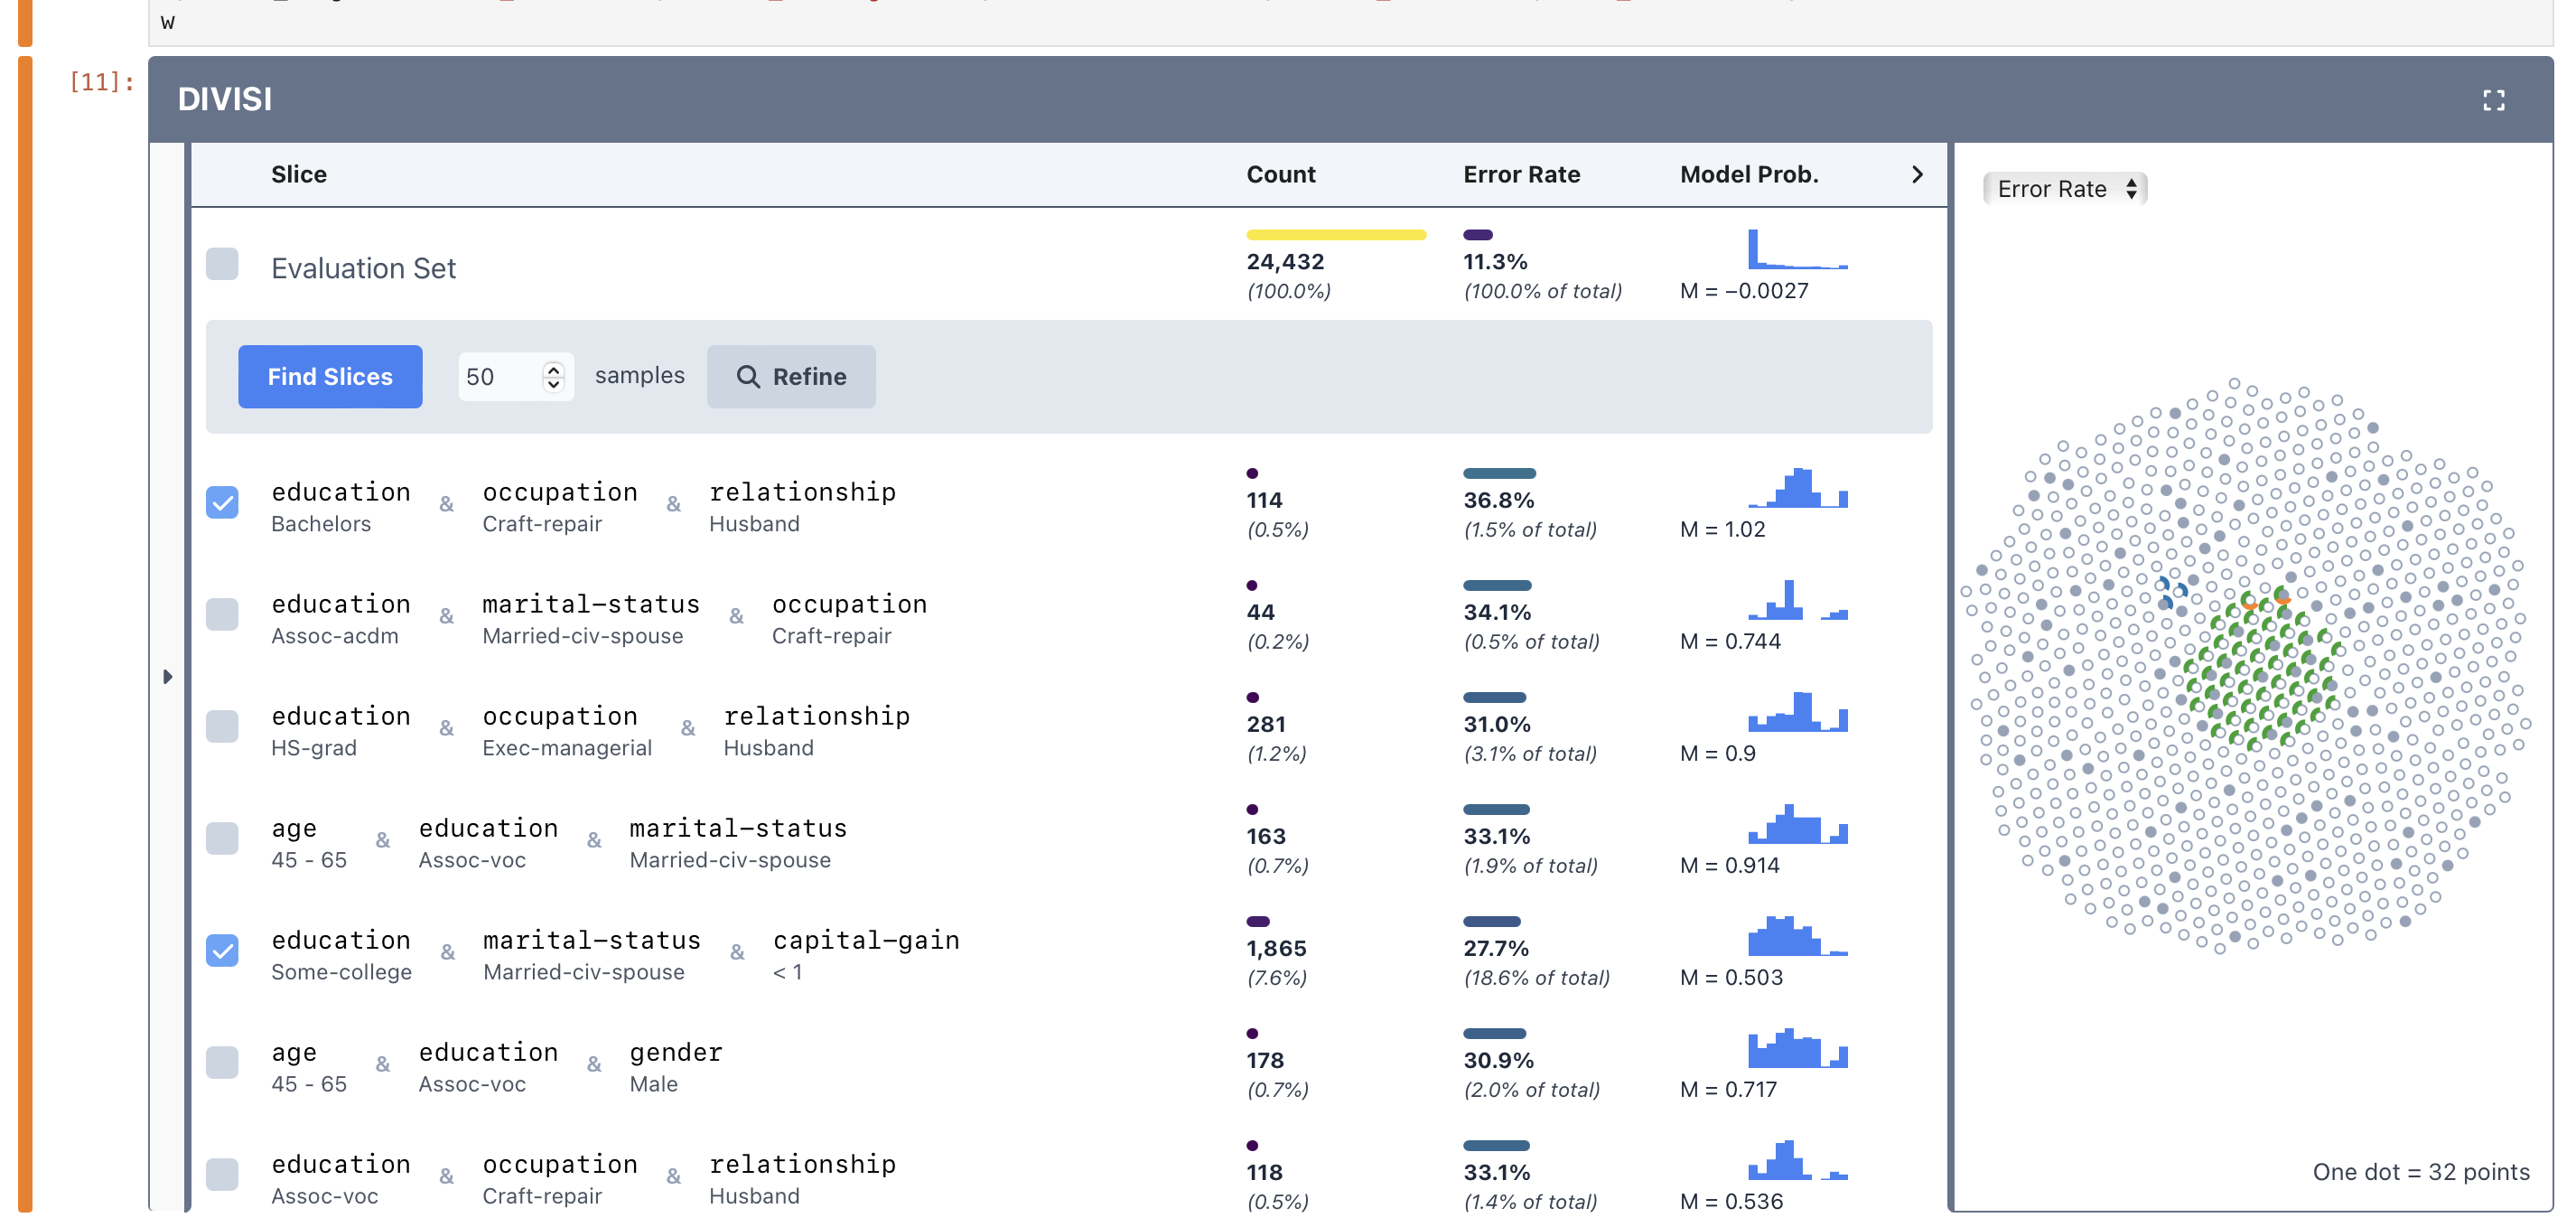 w
[11]:
DIVISI
Slice Count Error Rate Model Prob.
Error Rate
Evaluation Set
24,432 11.3%
(100.0%) (100.0% of total) M = −0.0027
Find Slices 50 samples Refine
education & occupation & relationship 114 36.8%
Bachelors Craft-repair Husband (0.5%) (1.5% of total) M = 1.02
education & marital-status & occupation 44 34.1%
Assoc-acdm Married-civ-spouse Craft-repair (0.2%) (0.5% of total) M = 0.744
education & occupation & relationship 281 31.0%
HS-grad Exec-managerial Husband (1.2%) (3.1% of total) M = 0.9
age & education & marital-status 163 33.1%
45 - 65 Assoc-voc Married-civ-spouse (0.7%) (1.9% of total) M = 0.914
education & marital-status & capital-gain 1,865 27.7%
Some-college Married-civ-spouse < 1 (7.6%) (18.6% of total) M = 0.503
age & education & gender 178 30.9%
45 - 65 Assoc-voc Male (0.7%) (2.0% of total) M = 0.717
education & occupation & relationship 118 33.1%
Assoc-voc Craft-repair Husband (0.5%) (1.4% of total) M = 0.536
One dot = 32 points